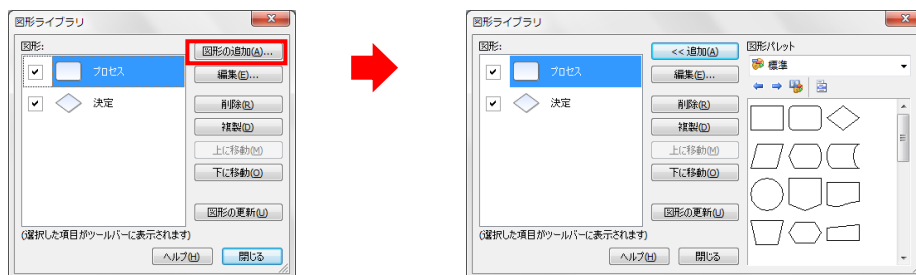 図形ライブラリ
図形:
プロセス
決定
図形の追加(A)...
編集(E)...
削除(R)
複製(D)
上に移動(M)
下に移動(O)
図形の更新(U)
(選択した項目がツールバーに表示されます)
ヘルプ(H)
閉じる
図形ライブラリ
図形:
プロセス
決定
<< 追加(A)
編集(E)...
削除(R)
複製(D)
上に移動(M)
下に移動(O)
図形の更新(U)
(選択した項目がツールバーに表示されます)
ヘルプ(H)
閉じる
図形パレット
標準